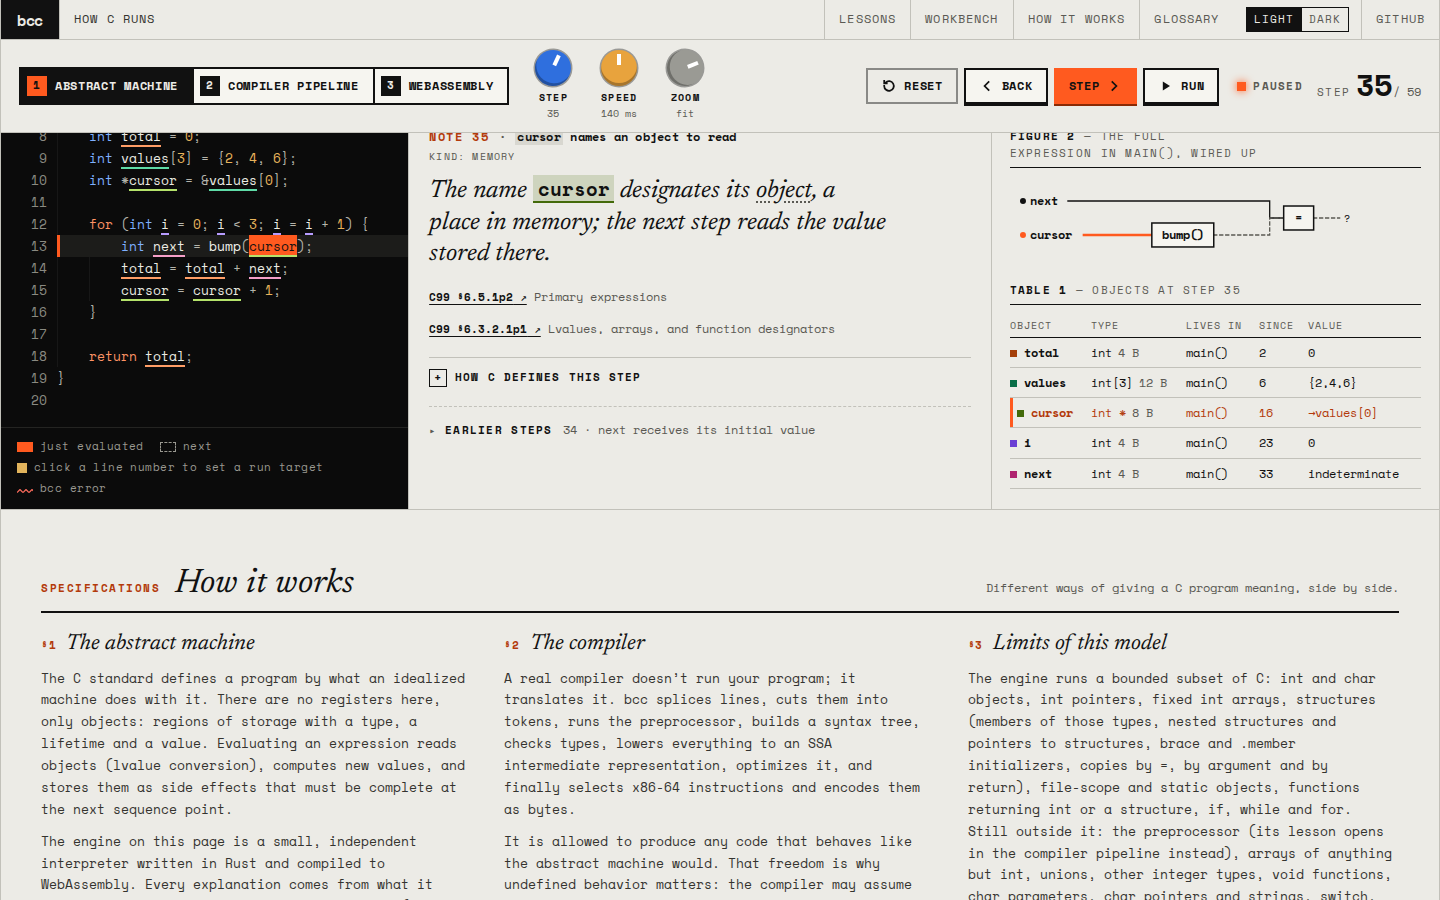 bcc HOW C RUNS LESSONS WORKBENCH HOW IT WORKS GLOSSARY LIGHT DARK GITHUB
1 ABSTRACT MACHINE 2 COMPILER PIPELINE 3 WEBASSEMBLY
STEP 35
SPEED 140 ms
ZOOM fit
RESET BACK STEP RUN PAUSED STEP 35 / 59
8 int total = 0;
9 int values[3] = {2, 4, 6};
10 int *cursor = &values[0];
11
12 for (int i = 0; i < 3; i = i + 1) {
13 int next = bump(cursor);
14 total = total + next;
15 cursor = cursor + 1;
16 }
17
18 return total;
19 }
20
just evaluated next
click a line number to set a run target
bcc error
NOTE 35 · cursor names an object to read
KIND: MEMORY
The name cursor designates its object, a
place in memory; the next step reads the value
stored there.
C99 §6.5.1p2 ↗ Primary expressions
C99 §6.3.2.1p1 ↗ Lvalues, arrays, and function designators
+ HOW C DEFINES THIS STEP
▸ EARLIER STEPS 34 · next receives its initial value
FIGURE 2 — THE FULL
EXPRESSION IN MAIN(), WIRED UP
next
cursor bump() = ?
TABLE 1 — OBJECTS AT STEP 35
OBJECT TYPE LIVES IN SINCE VALUE
total int 4 B main() 2 0
values int[3] 12 B main() 6 {2,4,6}
cursor int * 8 B main() 16 →values[0]
i int 4 B main() 23 0
next int 4 B main() 33 indeterminate
SPECIFICATIONS How it works Different ways of giving a C program meaning, side by side.
§1 The abstract machine
The C standard defines a program by what an idealized
machine does with it. There are no registers here,
only objects: regions of storage with a type, a
lifetime and a value. Evaluating an expression reads
objects (lvalue conversion), computes new values, and
stores them as side effects that must be complete at
the next sequence point.
The engine on this page is a small, independent
interpreter written in Rust and compiled to
WebAssembly. Every explanation comes from what it
§2 The compiler
A real compiler doesn't run your program; it
translates it. bcc splices lines, cuts them into
tokens, runs the preprocessor, builds a syntax tree,
checks types, lowers everything to an SSA
intermediate representation, optimizes it, and
finally selects x86-64 instructions and encodes them
as bytes.
It is allowed to produce any code that behaves like
the abstract machine would. That freedom is why
undefined behavior matters: the compiler may assume
§3 Limits of this model
The engine runs a bounded subset of C: int and char
objects, int pointers, fixed int arrays, structures
(members of those types, nested structures and
pointers to structures, brace and .member
initializers, copies by =, by argument and by
return), file-scope and static objects, functions
returning int or a structure, if, while and for.
Still outside it: the preprocessor (its lesson opens
in the compiler pipeline instead), arrays of anything
but int, unions, other integer types, void functions,
char parameters, char pointers and strings, switch,